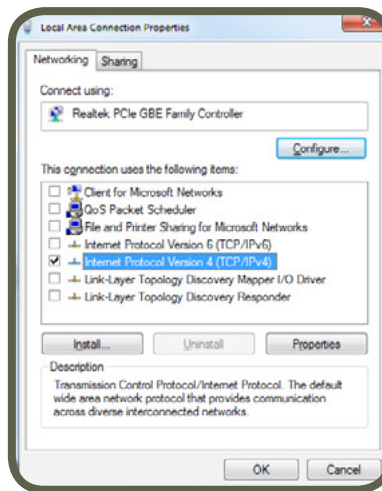 Local Area Connection Properties
Networking
Sharing
Connect using:
Realtek PCIe GBE Family Controller
Configure...
This connection uses the following items:
Client for Microsoft Networks
QoS Packet Scheduler
File and Printer Sharing for Microsoft Networks
Internet Protocol Version 6 (TCP/IPv6)
Internet Protocol Version 4 (TCP/IPv4)
Link-Layer Topology Discovery Mapper I/O Driver
Link-Layer Topology Discovery Responder
Install...
Uninstall
Properties
Description
Transmission Control Protocol/Internet Protocol. The default
wide area network protocol that provides communication
across diverse interconnected networks.
OK
Cancel